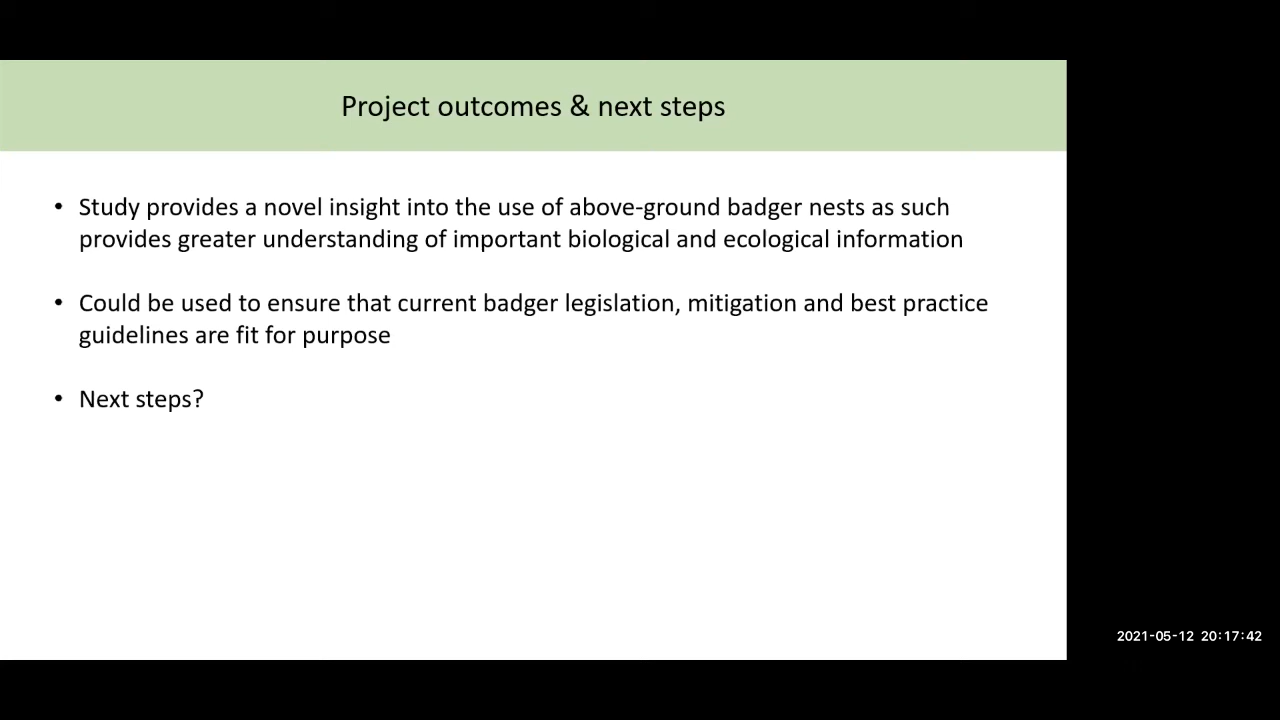 Project outcomes & next steps
• Study provides a novel insight into the use of above-ground badger nests as such
provides greater understanding of important biological and ecological information
• Could be used to ensure that current badger legislation, mitigation and best practice
guidelines are fit for purpose
• Next steps?
2021-05-12 20:17:42